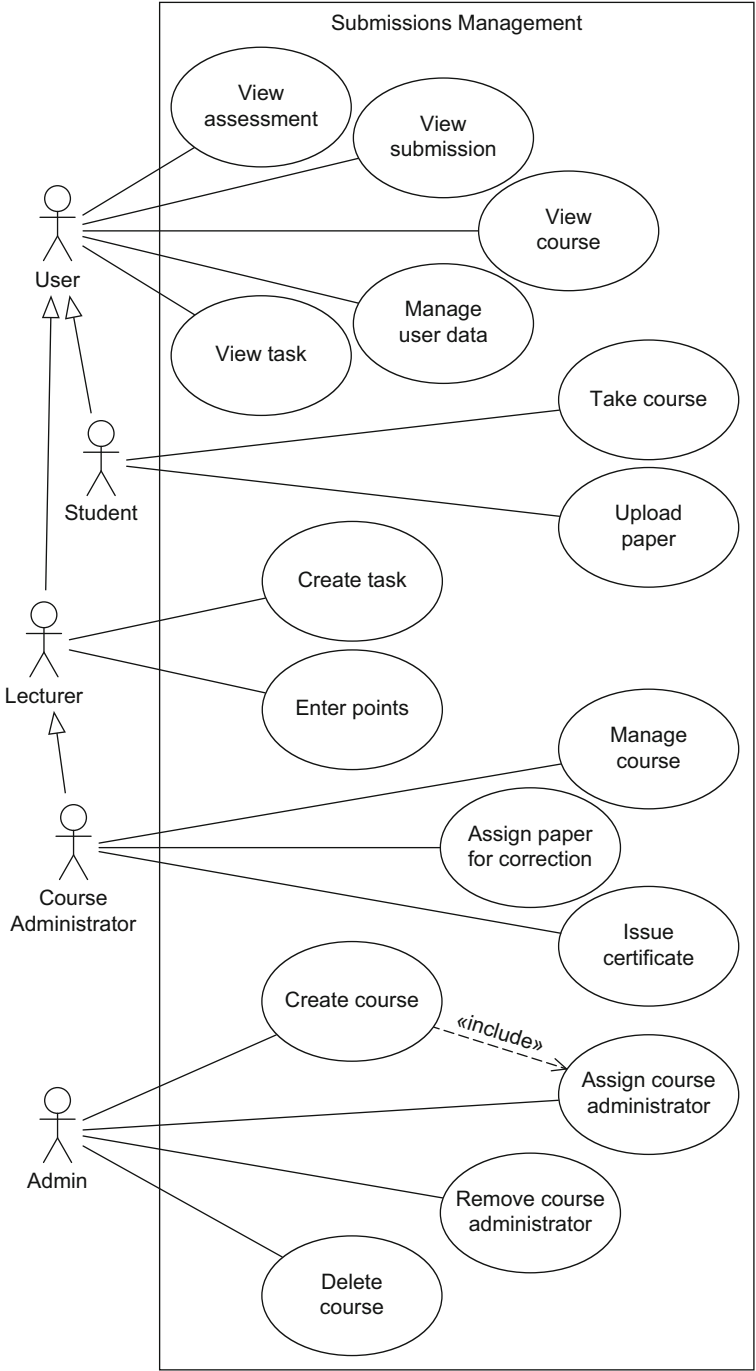 Submissions Management
View
assessment
View
submission
View
course
User
Manage
user data
View task
Take course
Student
Upload
paper
Create task
Lecturer
Enter points
Manage
course
Assign paper
for correction
Course
Administrator
Issue
certificate
Create course
«include»
Assign course
administrator
Admin
Remove course
administrator
Delete
course